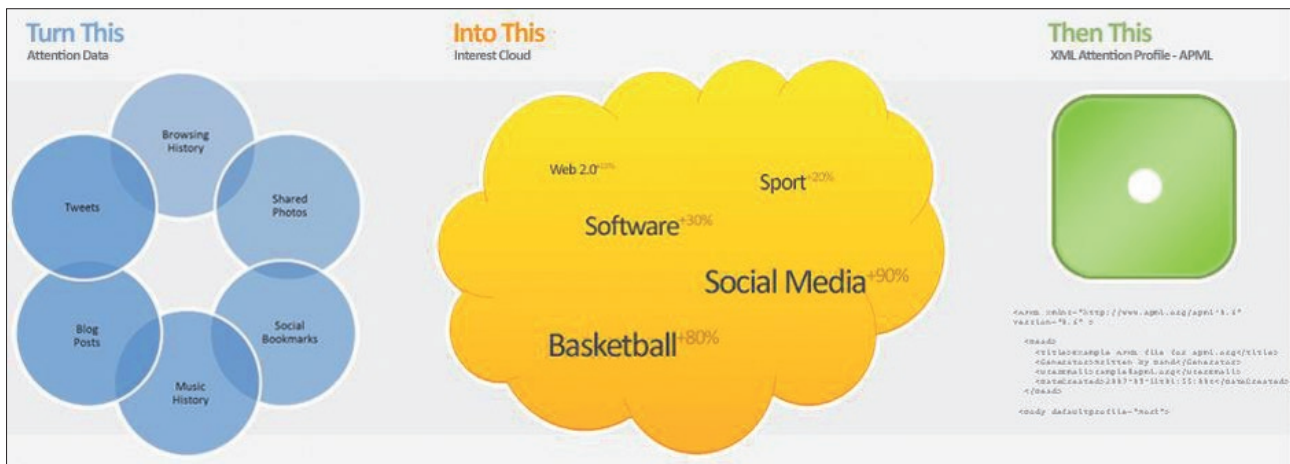 Turn This
Attention Data
Browsing
History
Tweets
Shared
Photos
Blog
Posts
Social
Bookmarks
Music
History
Into This
Interest Cloud
Web 2.0
Sport+20%
Software+30%
Social Media+90%
Basketball+80%
Then This
XML Attention Profile - APML